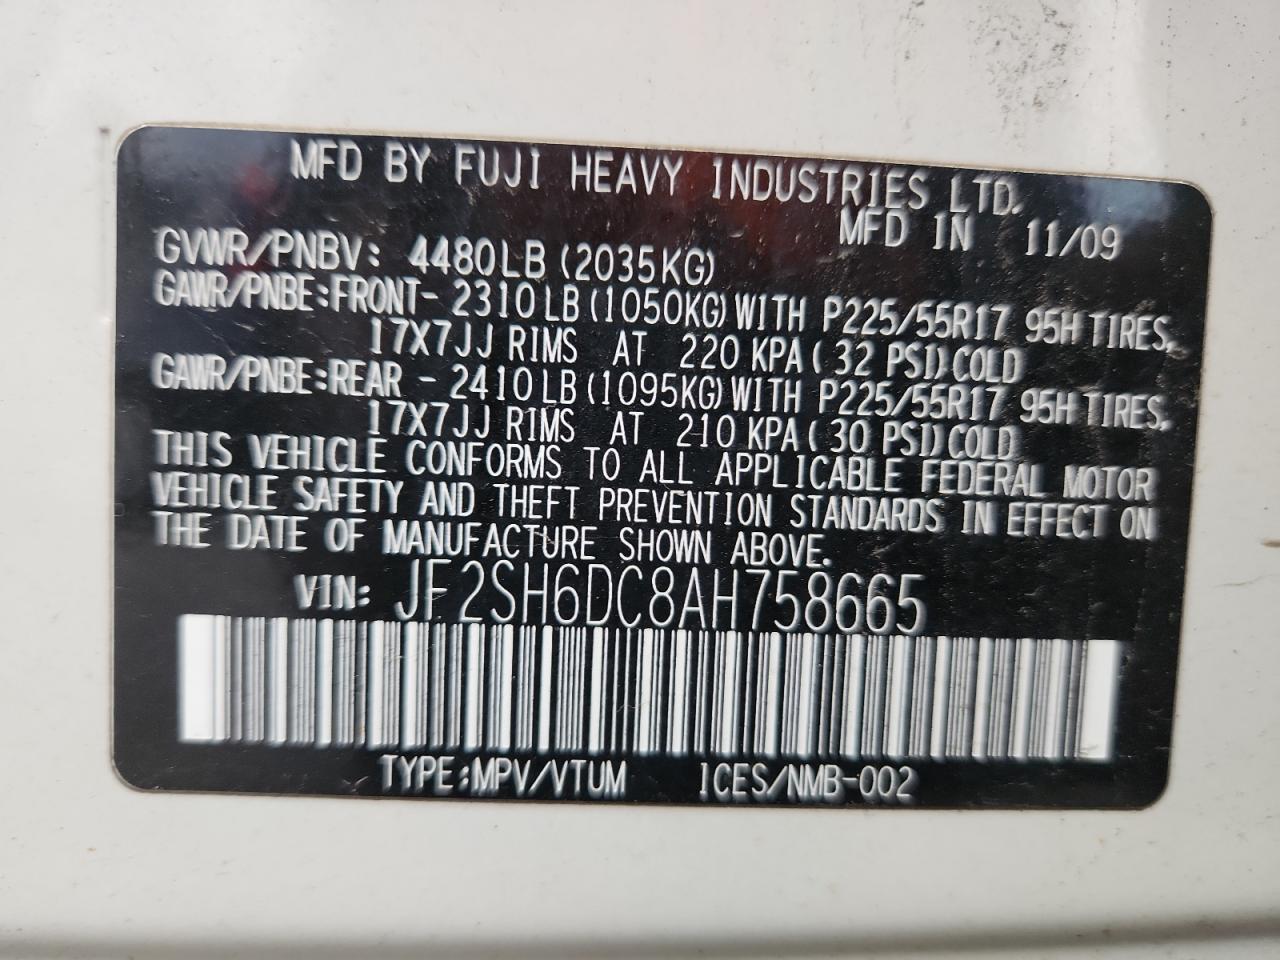 MFD BY FUJI HEAVY INDUSTRIES LTD.
MFD IN 11/09
GVWR/PNBV: 4480LB (2035KG)
GAWR/PNBE:FRONT- 2310LB(1050KG)WITH P225/55R17 95H TIRES,
17X7JJ RIMS AT 220 KPA( 32 PSI)COLD
GAWR/PNBE:REAR - 2410LB(1095KG)WITH P225/55R17 95H TIRES,
17X7JJ RIMS AT 210 KPA( 30 PSI)COLD
THIS VEHICLE CONFORMS TO ALL APPLICABLE FEDERAL MOTOR
VEHICLE SAFETY AND THEFT PREVENTION STANDARDS IN EFFECT ON
THE DATE OF MANUFACTURE SHOWN ABOVE.
VIN: JF2SH6DC8AH758665
TYPE:MPV/VTUM ICES/NMB-002